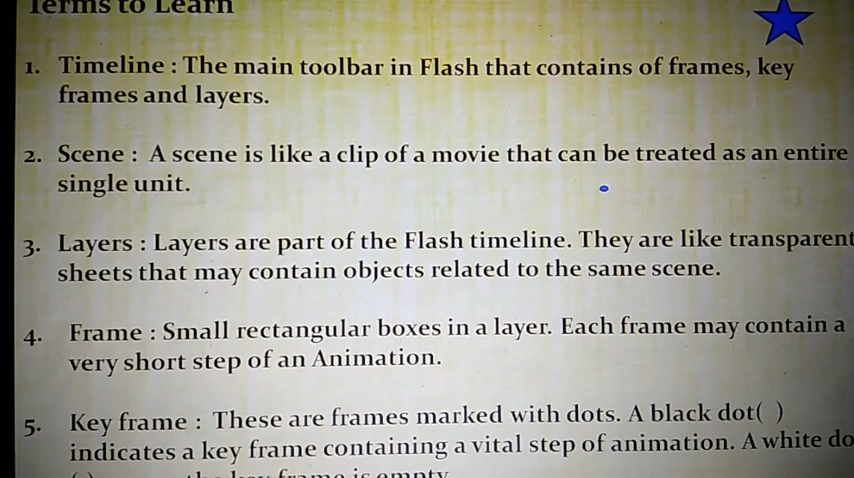 Terms to Learn
1. Timeline : The main toolbar in Flash that contains of frames, key
frames and layers.
2. Scene : A scene is like a clip of a movie that can be treated as an entire
single unit.
3. Layers : Layers are part of the Flash timeline. They are like transparent
sheets that may contain objects related to the same scene.
4. Frame : Small rectangular boxes in a layer. Each frame may contain a
very short step of an Animation.
5. Key frame : These are frames marked with dots. A black dot( )
indicates a key frame containing a vital step of animation. A white do
( ) the key frame is empty